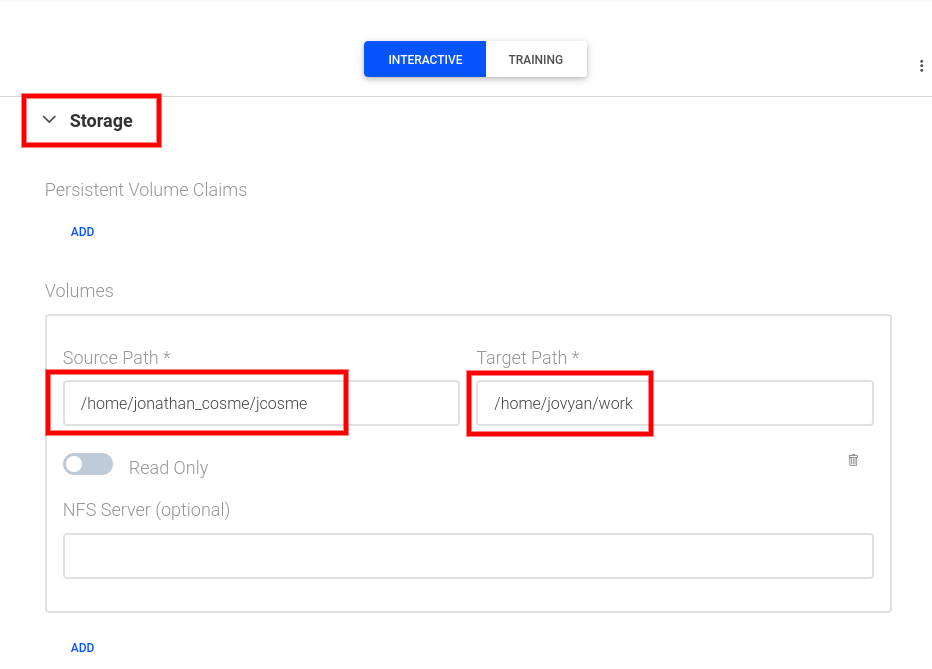 INTERACTIVE TRAINING
Storage
Persistent Volume Claims
ADD
Volumes
Source Path * Target Path *
/home/jonathan_cosme/jcosme /home/jovyan/work
Read Only
NFS Server (optional)
ADD